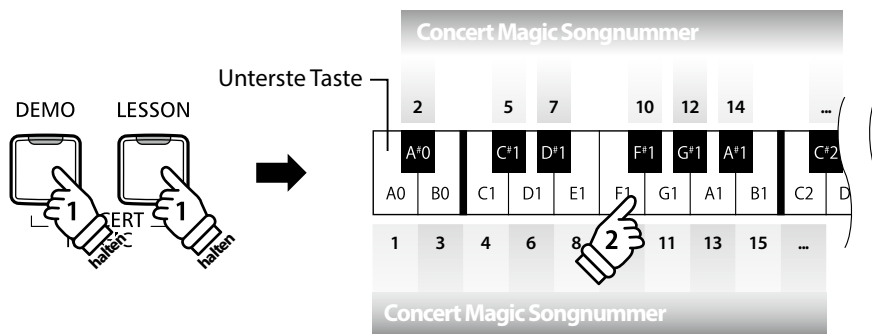 Concert Magic Songnummer
Unterste Taste
2 5 7 10 12 14 ...
DEMO LESSON
A#0 C#1 D#1 F#1 G#1 A#1 C#2
A0 B0 C1 D1 E1 F1 G1 A1 B1 C2 D
1 1
halten halten
2
1 3 4 6 8 11 13 15 ...
Concert Magic Songnummer